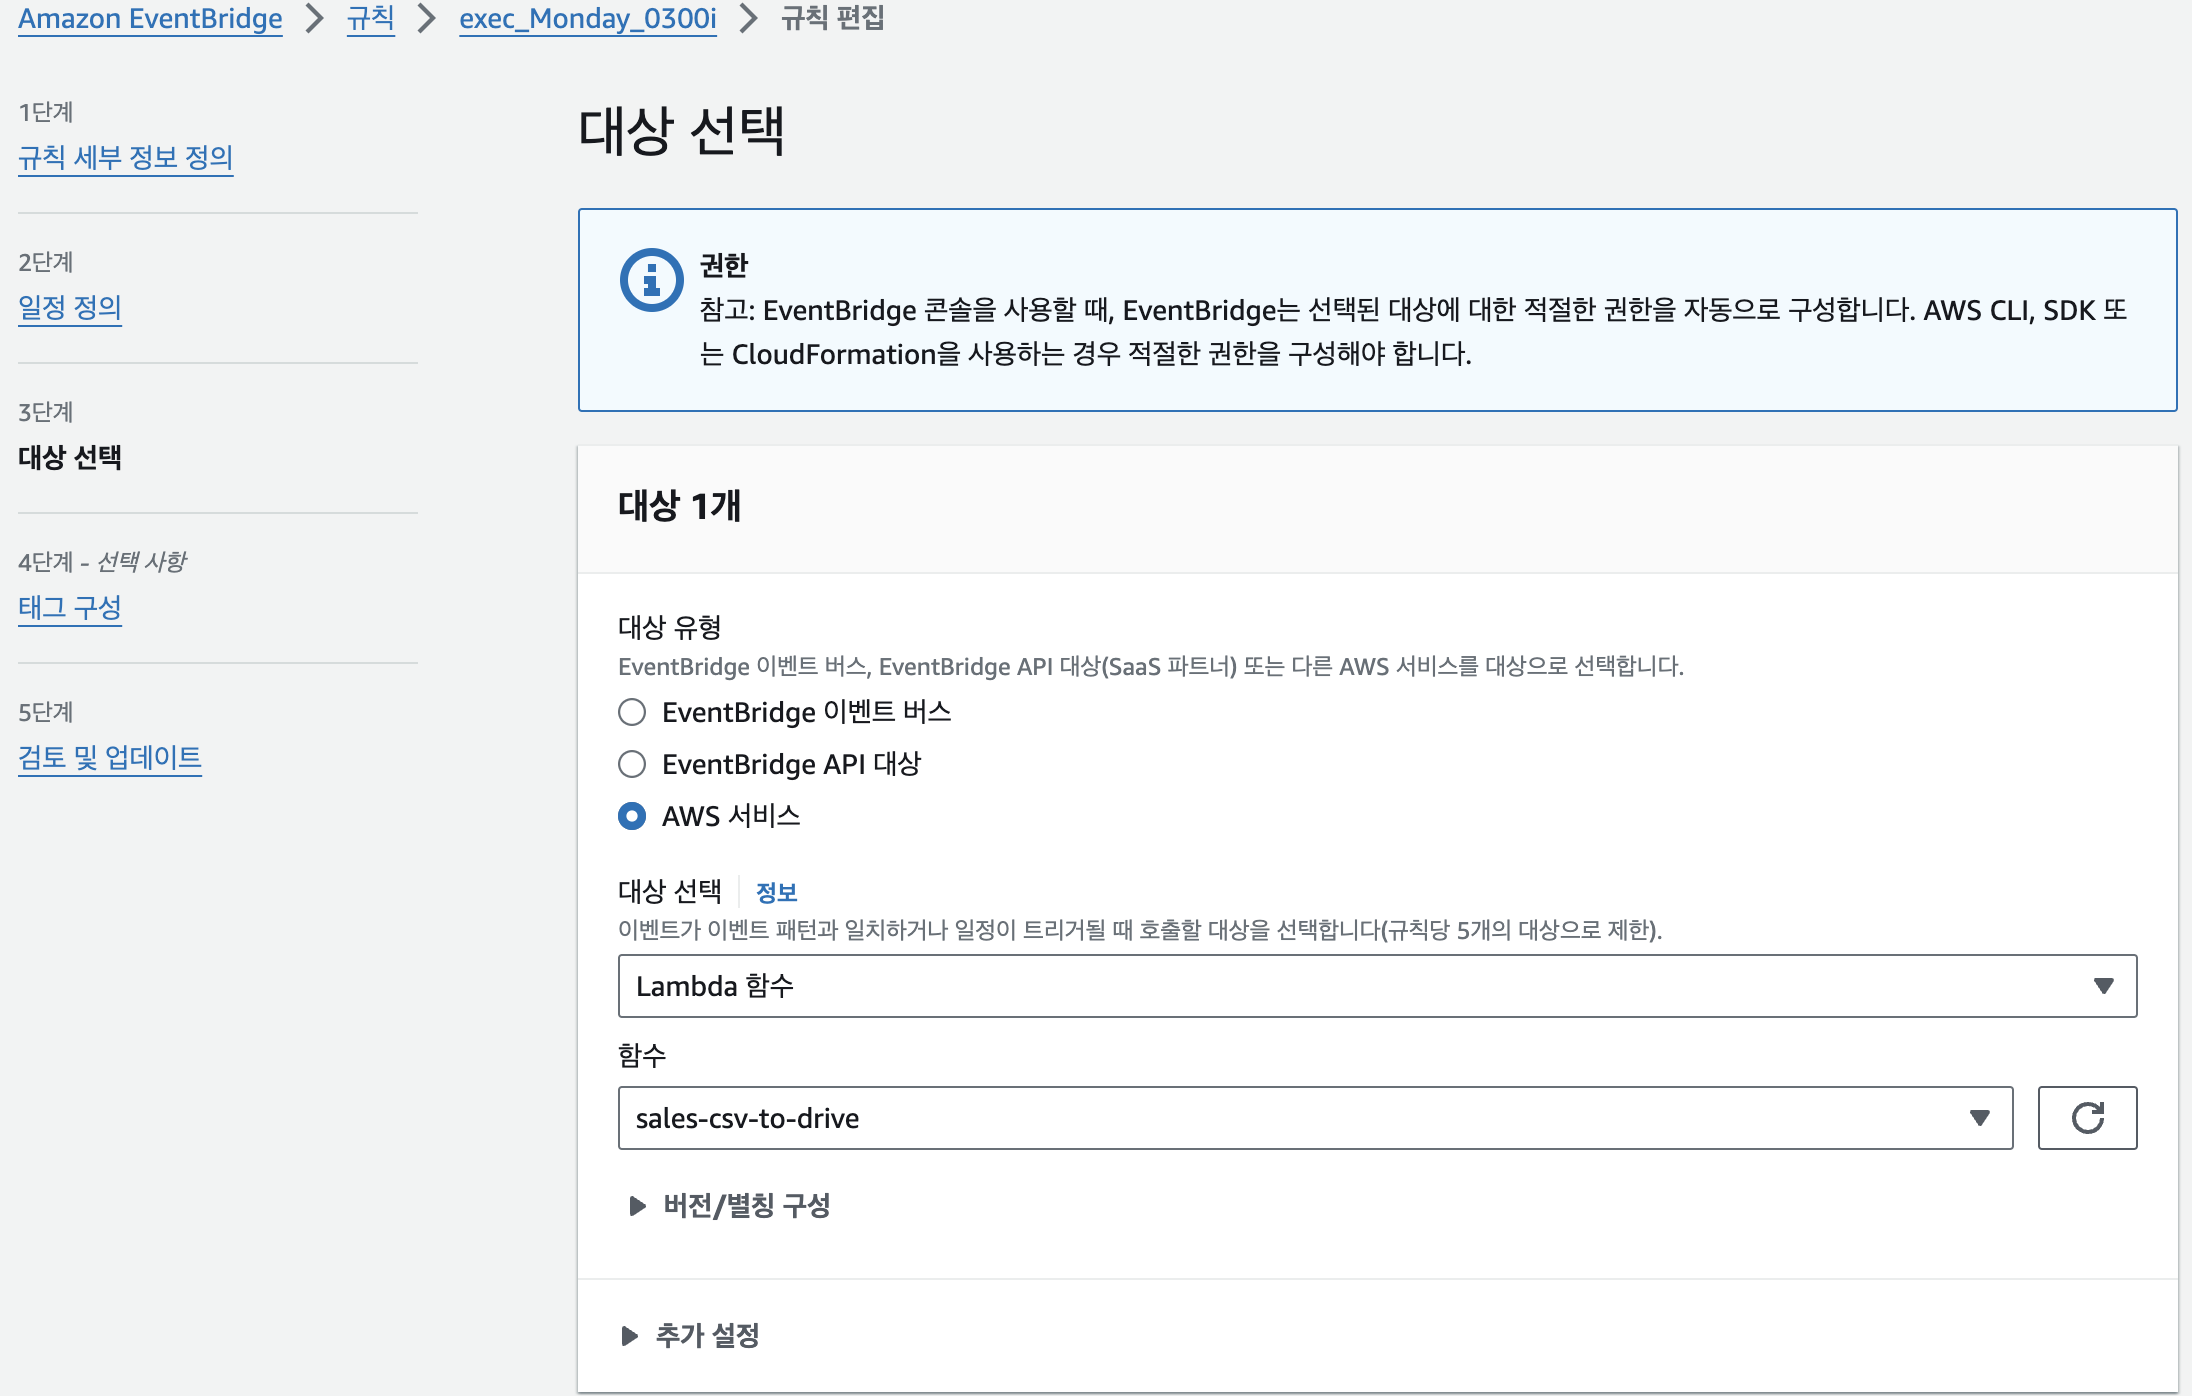 Amazon EventBridge > 규칙 > exec_Monday_0300i > 규칙 편집
1단계
규칙 세부 정보 정의
2단계
일정 정의
3단계
대상 선택
4단계 - 선택 사항
태그 구성
5단계
검토 및 업데이트
대상 선택
권한
참고: EventBridge 콘솔을 사용할 때, EventBridge는 선택된 대상에 대한 적절한 권한을 자동으로 구성합니다. AWS CLI, SDK 또
는 CloudFormation을 사용하는 경우 적절한 권한을 구성해야 합니다.
대상 1개
대상 유형
EventBridge 이벤트 버스, EventBridge API 대상(SaaS 파트너) 또는 다른 AWS 서비스를 대상으로 선택합니다.
EventBridge 이벤트 버스
EventBridge API 대상
AWS 서비스
대상 선택 정보
이벤트가 이벤트 패턴과 일치하거나 일정이 트리거될 때 호출할 대상을 선택합니다(규칙당 5개의 대상으로 제한).
Lambda 함수
함수
sales-csv-to-drive
버전/별칭 구성
추가 설정